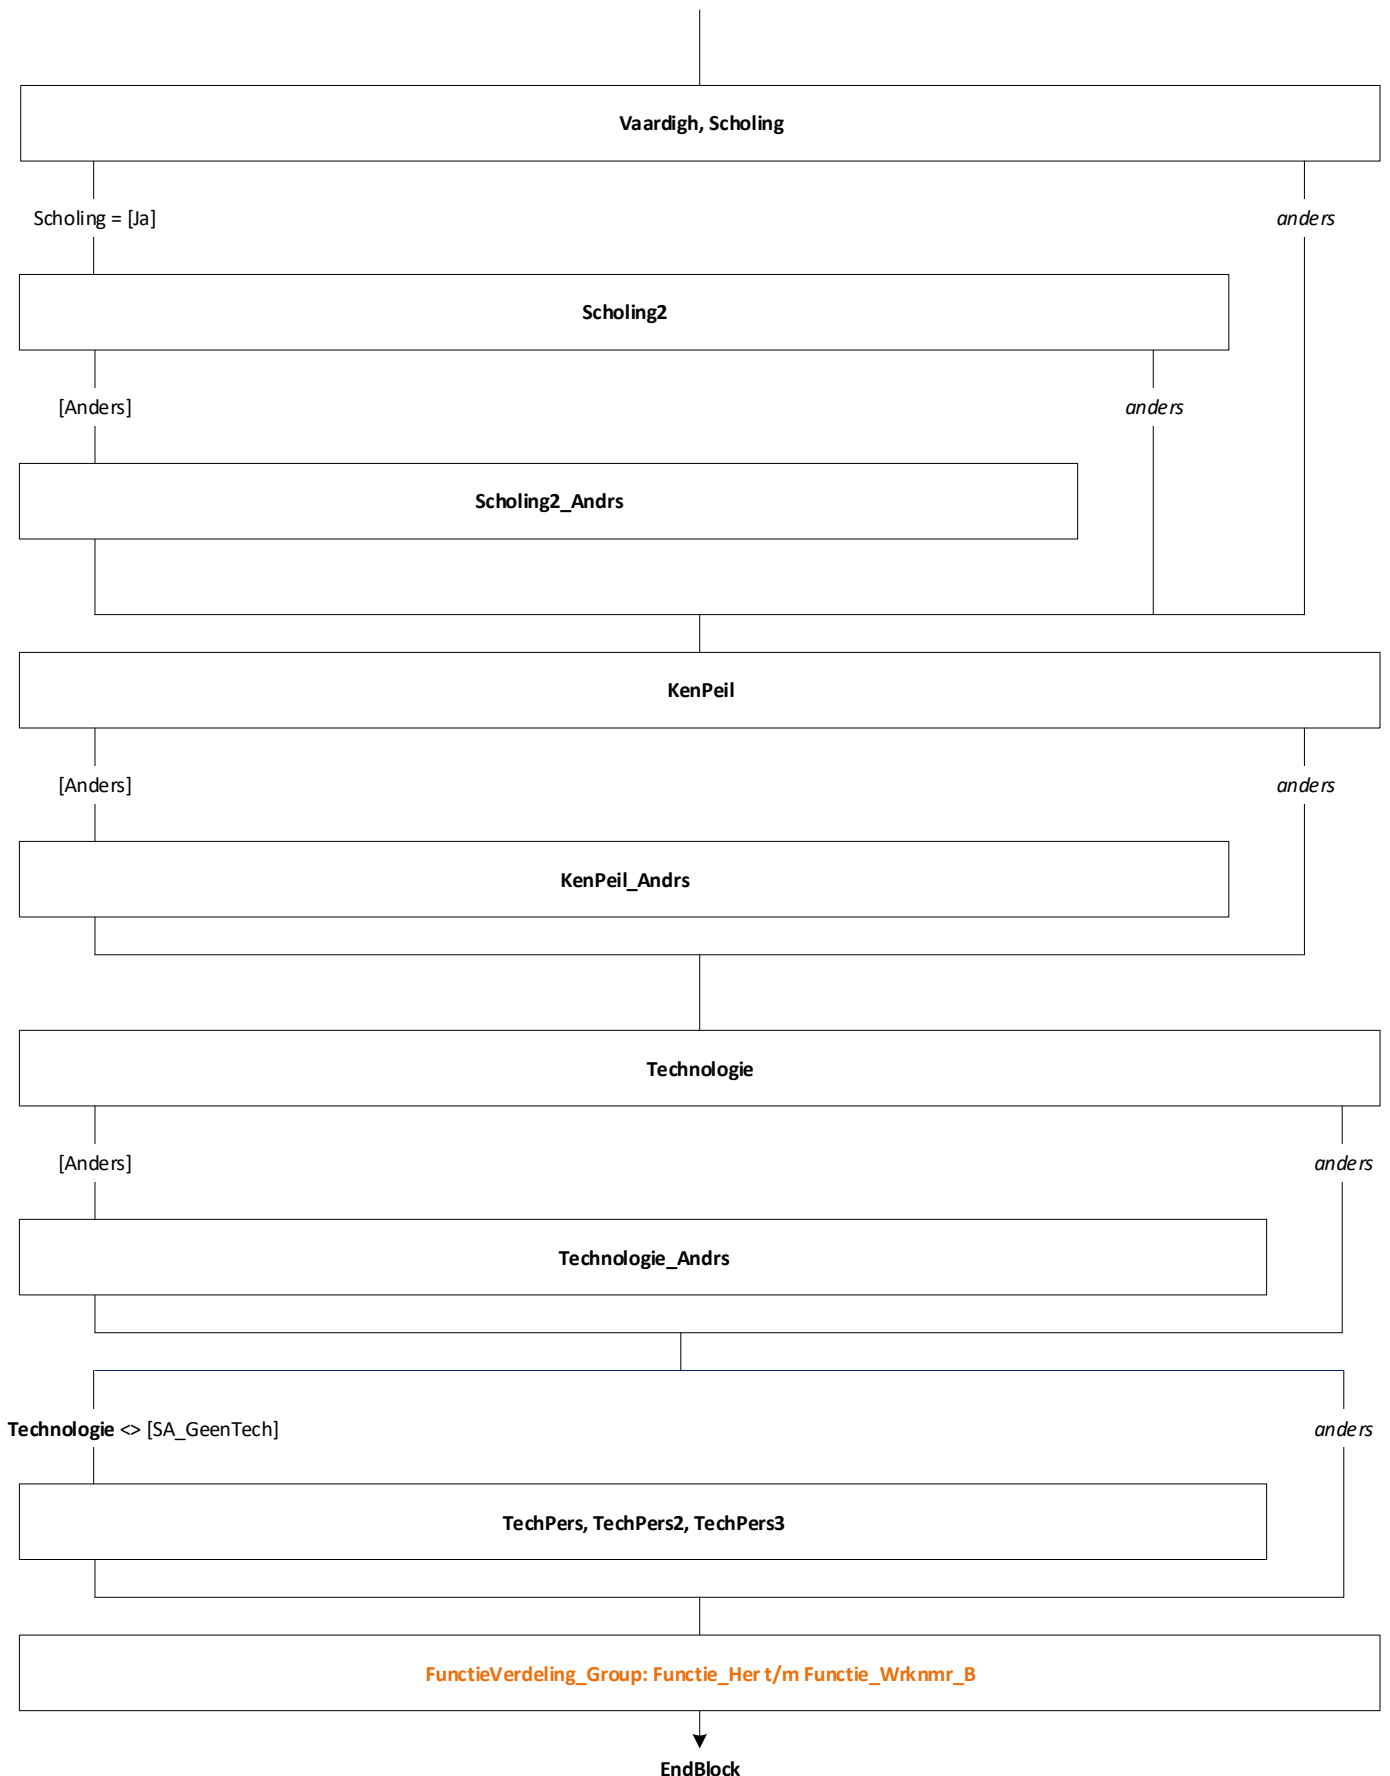 Vaardigh, Scholing
Scholing = [Ja]
anders
Scholing2
[Anders]
anders
Scholing2_Andrs
KenPeil
[Anders]
anders
KenPeil_Andrs
Technologie
[Anders]
anders
Technologie_Andrs
Technologie <> [SA_GeenTech]
anders
TechPers, TechPers2, TechPers3
FunctieVerdeling_Group: Functie_Her t/m Functie_Wrknmr_B
EndBlock